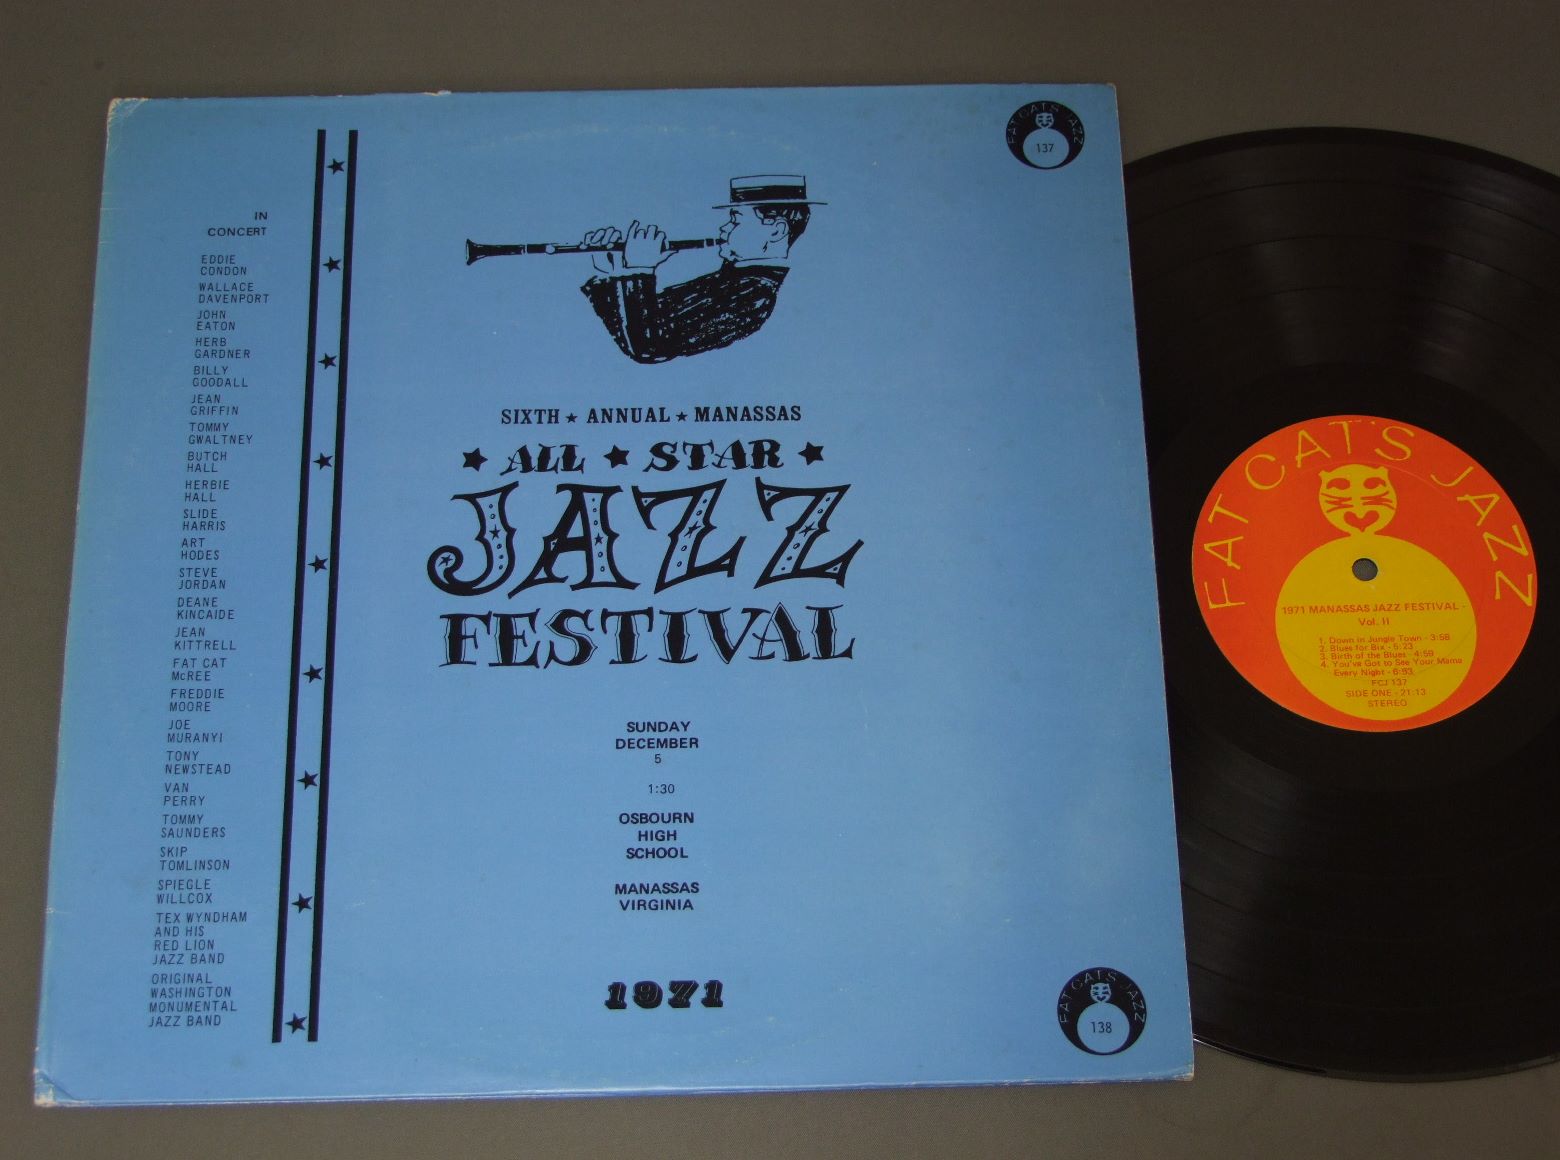 IN
CONCERT
EDDIE
CONDON
WALLACE
DAVENPORT
JOHN
EATON
HERB
GARDNER
BILLY
GOODALL
JEAN
GRIFFIN
TOMMY
GWALTNEY
BUTCH
HALL
HERBIE
HALL
SLIDE
HARRIS
ART
HODES
STEVE
JORDAN
DEANE
KINCAIDE
JEAN
KITTRELL
FAT CAT
McREE
FREDDIE
MOORE
JOE
MURANYI
TONY
NEWSTEAD
VAN
PERRY
TOMMY
SAUNDERS
SKIP
TOMLINSON
SPIEGLE
WILLCOX
TEX WYNDHAM
AND HIS
RED LION
JAZZ BAND
ORIGINAL
WASHINGTON
MONUMENTAL
JAZZ BAND
SIXTH ★ ANNUAL ★ MANASSAS
★ ALL ★ STAR ★
JAZZ
FESTIVAL
SUNDAY
DECEMBER
5
1:30
OSBOURN
HIGH
SCHOOL
MANASSAS
VIRGINIA
1971
FAT CATS JAZZ
137
FAT CATS JAZZ
138
FAT CAT'S JAZZ
1971 MANASSAS JAZZ FESTIVAL -
Vol. II
1. Down in Jungle Town - 3:58
2. Blues for Bix - 5:23
3. Birth of the Blues - 4:59
4. You've Got to See Your Mama
Every Night - 6:53
FCJ 137
SIDE ONE - 21:13
STEREO